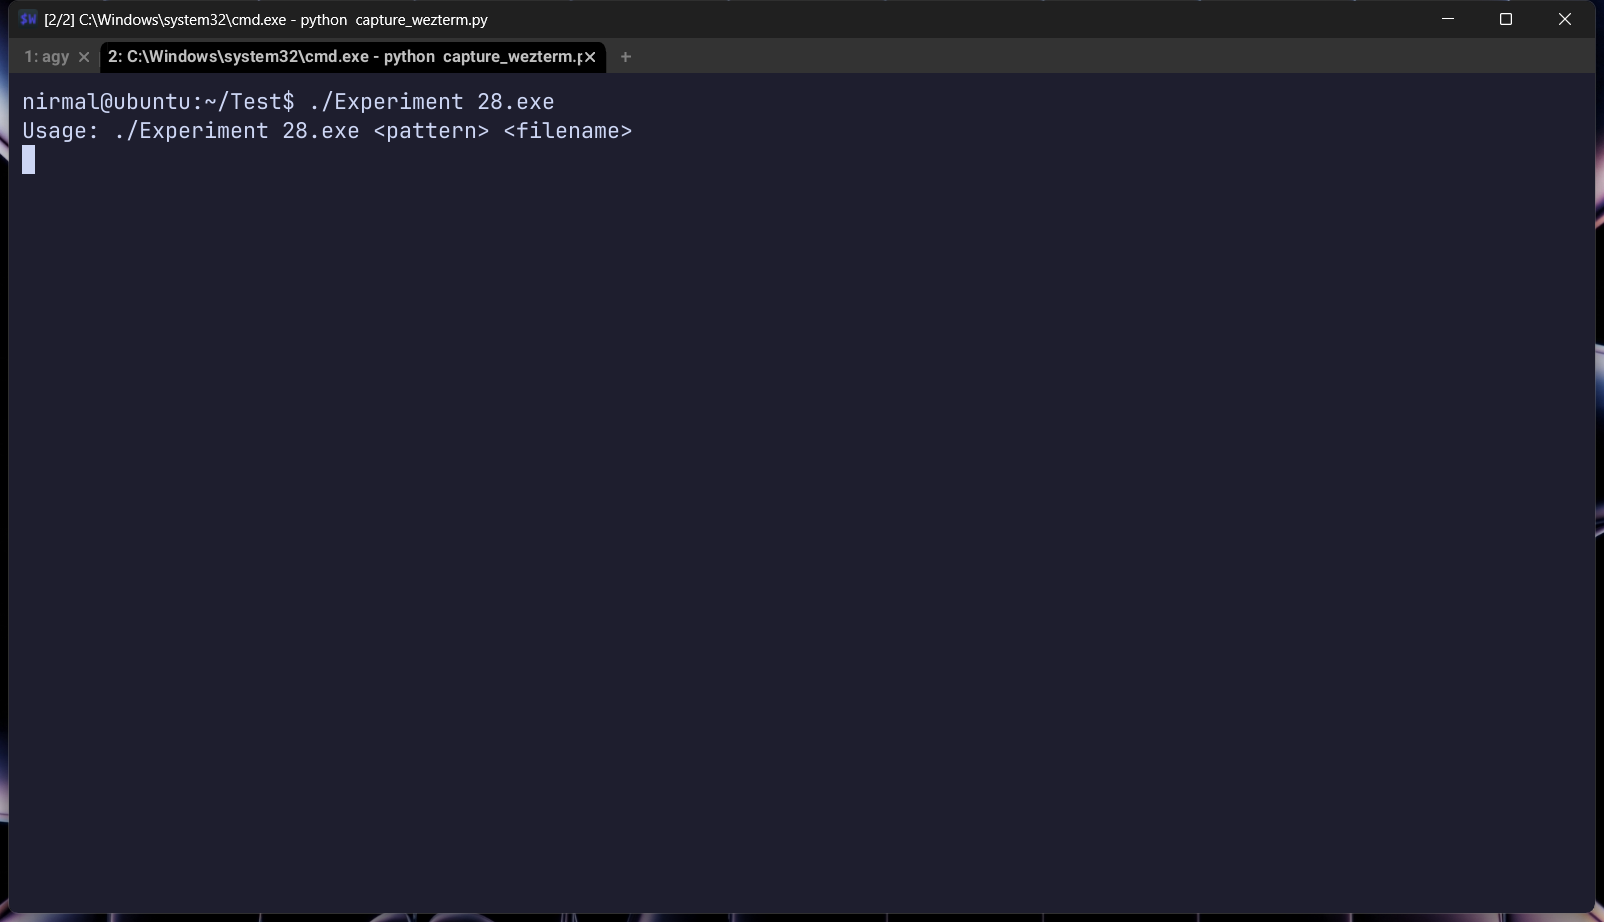 $W [2/2] C:\Windows\system32\cmd.exe - python  capture_wezterm.py
1: agy
2: C:\Windows\system32\cmd.exe - python  capture_wezterm.p
nirmal@ubuntu:~/Test$ ./Experiment 28.exe
Usage: ./Experiment 28.exe <pattern> <filename>